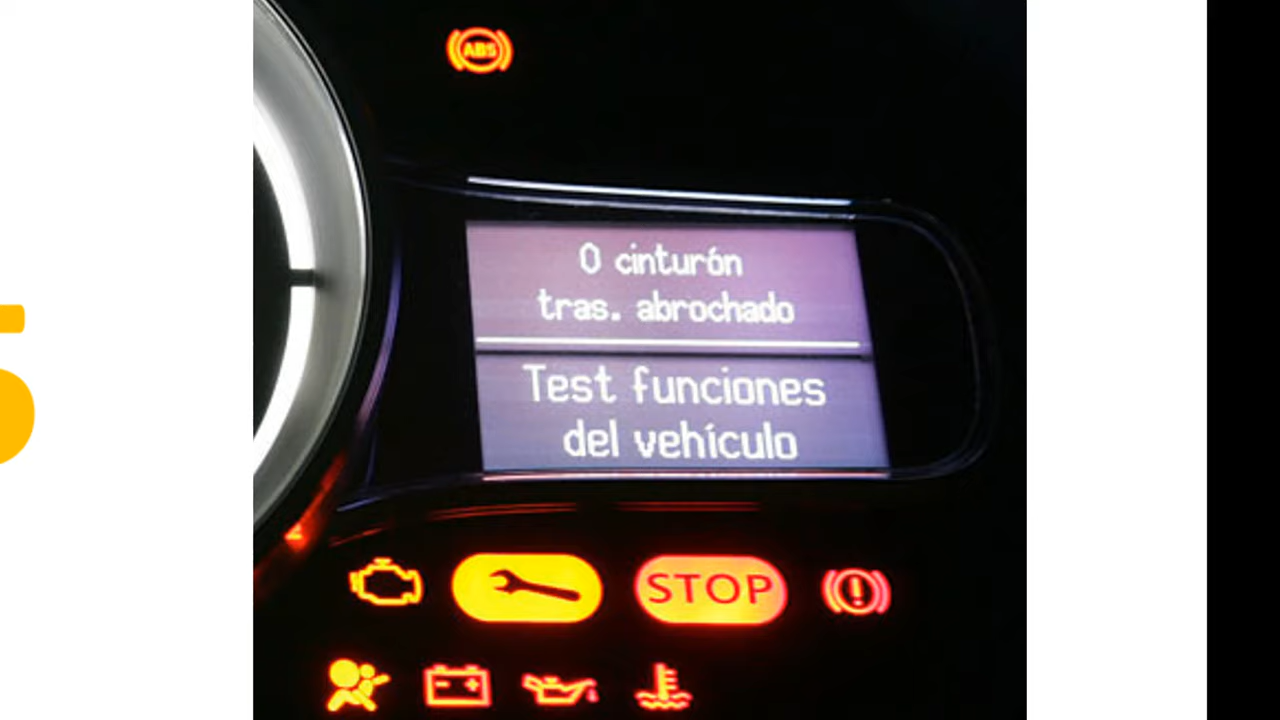 ABS
0 cinturón
tras. abrochado
Test funciones
del vehículo
STOP